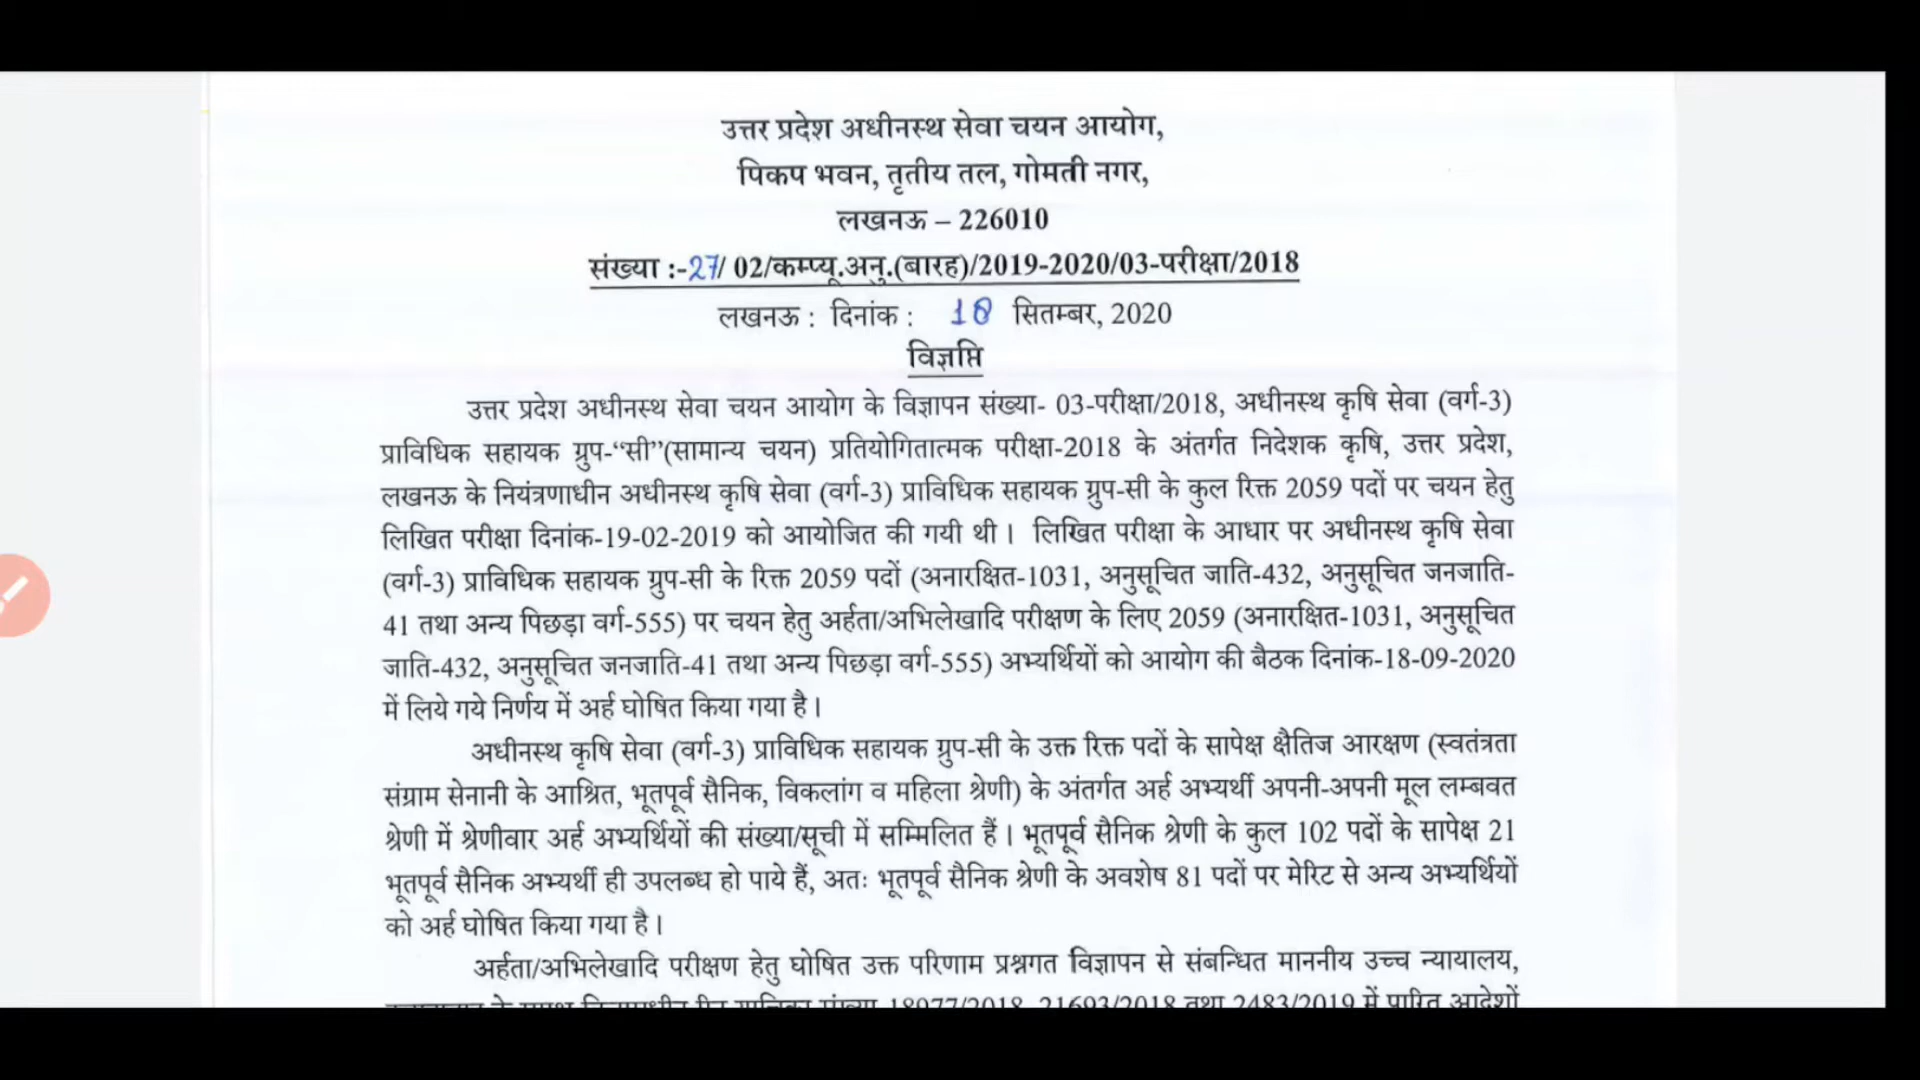 उत्तर प्रदेश अधीनस्थ सेवा चयन आयोग,
पिकप भवन, तृतीय तल, गोमती नगर,
लखनऊ – 226010
संख्या :-27/ 02/कम्प्यू.अनु.(बारह)/2019-2020/03-परीक्षा/2018
लखनऊ : दिनांक : 18 सितम्बर, 2020
विज्ञप्ति
उत्तर प्रदेश अधीनस्थ सेवा चयन आयोग के विज्ञापन संख्या- 03-परीक्षा/2018, अधीनस्थ कृषि सेवा (वर्ग-3)
प्राविधिक सहायक ग्रुप-“सी”(सामान्य चयन) प्रतियोगितात्मक परीक्षा-2018 के अंतर्गत निदेशक कृषि, उत्तर प्रदेश,
लखनऊ के नियंत्रणाधीन अधीनस्थ कृषि सेवा (वर्ग-3) प्राविधिक सहायक ग्रुप-सी के कुल रिक्त 2059 पदों पर चयन हेतु
लिखित परीक्षा दिनांक-19-02-2019 को आयोजित की गयी थी। लिखित परीक्षा के आधार पर अधीनस्थ कृषि सेवा
(वर्ग-3) प्राविधिक सहायक ग्रुप-सी के रिक्त 2059 पदों (अनारक्षित-1031, अनुसूचित जाति-432, अनुसूचित जनजाति-
41 तथा अन्य पिछड़ा वर्ग-555) पर चयन हेतु अर्हता/अभिलेखादि परीक्षण के लिए 2059 (अनारक्षित-1031, अनुसूचित
जाति-432, अनुसूचित जनजाति-41 तथा अन्य पिछड़ा वर्ग-555) अभ्यर्थियों को आयोग की बैठक दिनांक-18-09-2020
में लिये गये निर्णय में अर्ह घोषित किया गया है।
अधीनस्थ कृषि सेवा (वर्ग-3) प्राविधिक सहायक ग्रुप-सी के उक्त रिक्त पदों के सापेक्ष क्षैतिज आरक्षण (स्वतंत्रता
संग्राम सेनानी के आश्रित, भूतपूर्व सैनिक, विकलांग व महिला श्रेणी) के अंतर्गत अर्ह अभ्यर्थी अपनी-अपनी मूल लम्बवत
श्रेणी में श्रेणीवार अर्ह अभ्यर्थियों की संख्या/सूची में सम्मिलित हैं। भूतपूर्व सैनिक श्रेणी के कुल 102 पदों के सापेक्ष 21
भूतपूर्व सैनिक अभ्यर्थी ही उपलब्ध हो पाये हैं, अतः भूतपूर्व सैनिक श्रेणी के अवशेष 81 पदों पर मेरिट से अन्य अभ्यर्थियों
को अर्ह घोषित किया गया है।
अर्हता/अभिलेखादि परीक्षण हेतु घोषित उक्त परिणाम प्रश्नगत विज्ञापन से संबन्धित माननीय उच्च न्यायालय,
संख्या 18977/2018, 21693/2018 तथा 2483/2019 में पारित आदेशों